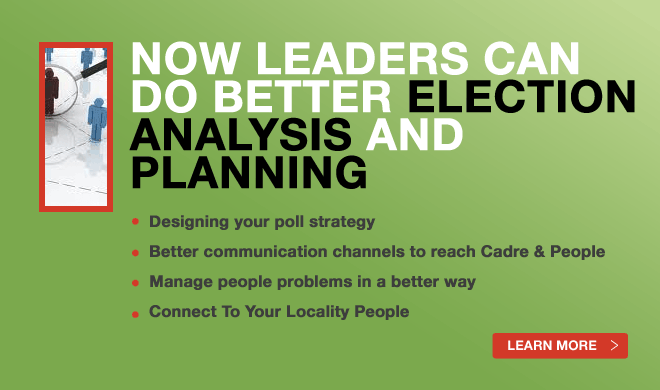 NOW LEADERS CAN
DO BETTER ELECTION
ANALYSIS AND
PLANNING
Designing your poll strategy
Better communication channels to reach Cadre & People
Manage people problems in a better way
Connect To Your Locality People
LEARN MORE